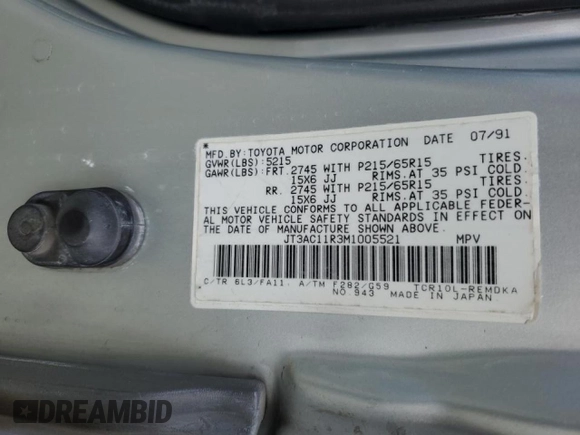 MFD. BY: TOYOTA MOTOR CORPORATION DATE 07/91
GVWR(LBS): 5215
GAWR(LBS): FRT. 2745 WITH P215/65R15 TIRES.
15X6 JJ RIMS. AT 35 PSI COLD.
RR. 2745 WITH P215/65R15 TIRES.
15X6 JJ RIMS. AT 35 PSI COLD.
THIS VEHICLE CONFORMS TO ALL APPLICABLE FEDER-
AL MOTOR VEHICLE SAFETY STANDARDS IN EFFECT ON
THE DATE OF MANUFACTURE SHOWN ABOVE.
JT3AC11R3M1005521 MPV
C/TR 6L3/FA11. A/TM F282/G59 TCR10L-REMDKA
NO 943 MADE IN JAPAN
DREAMBID